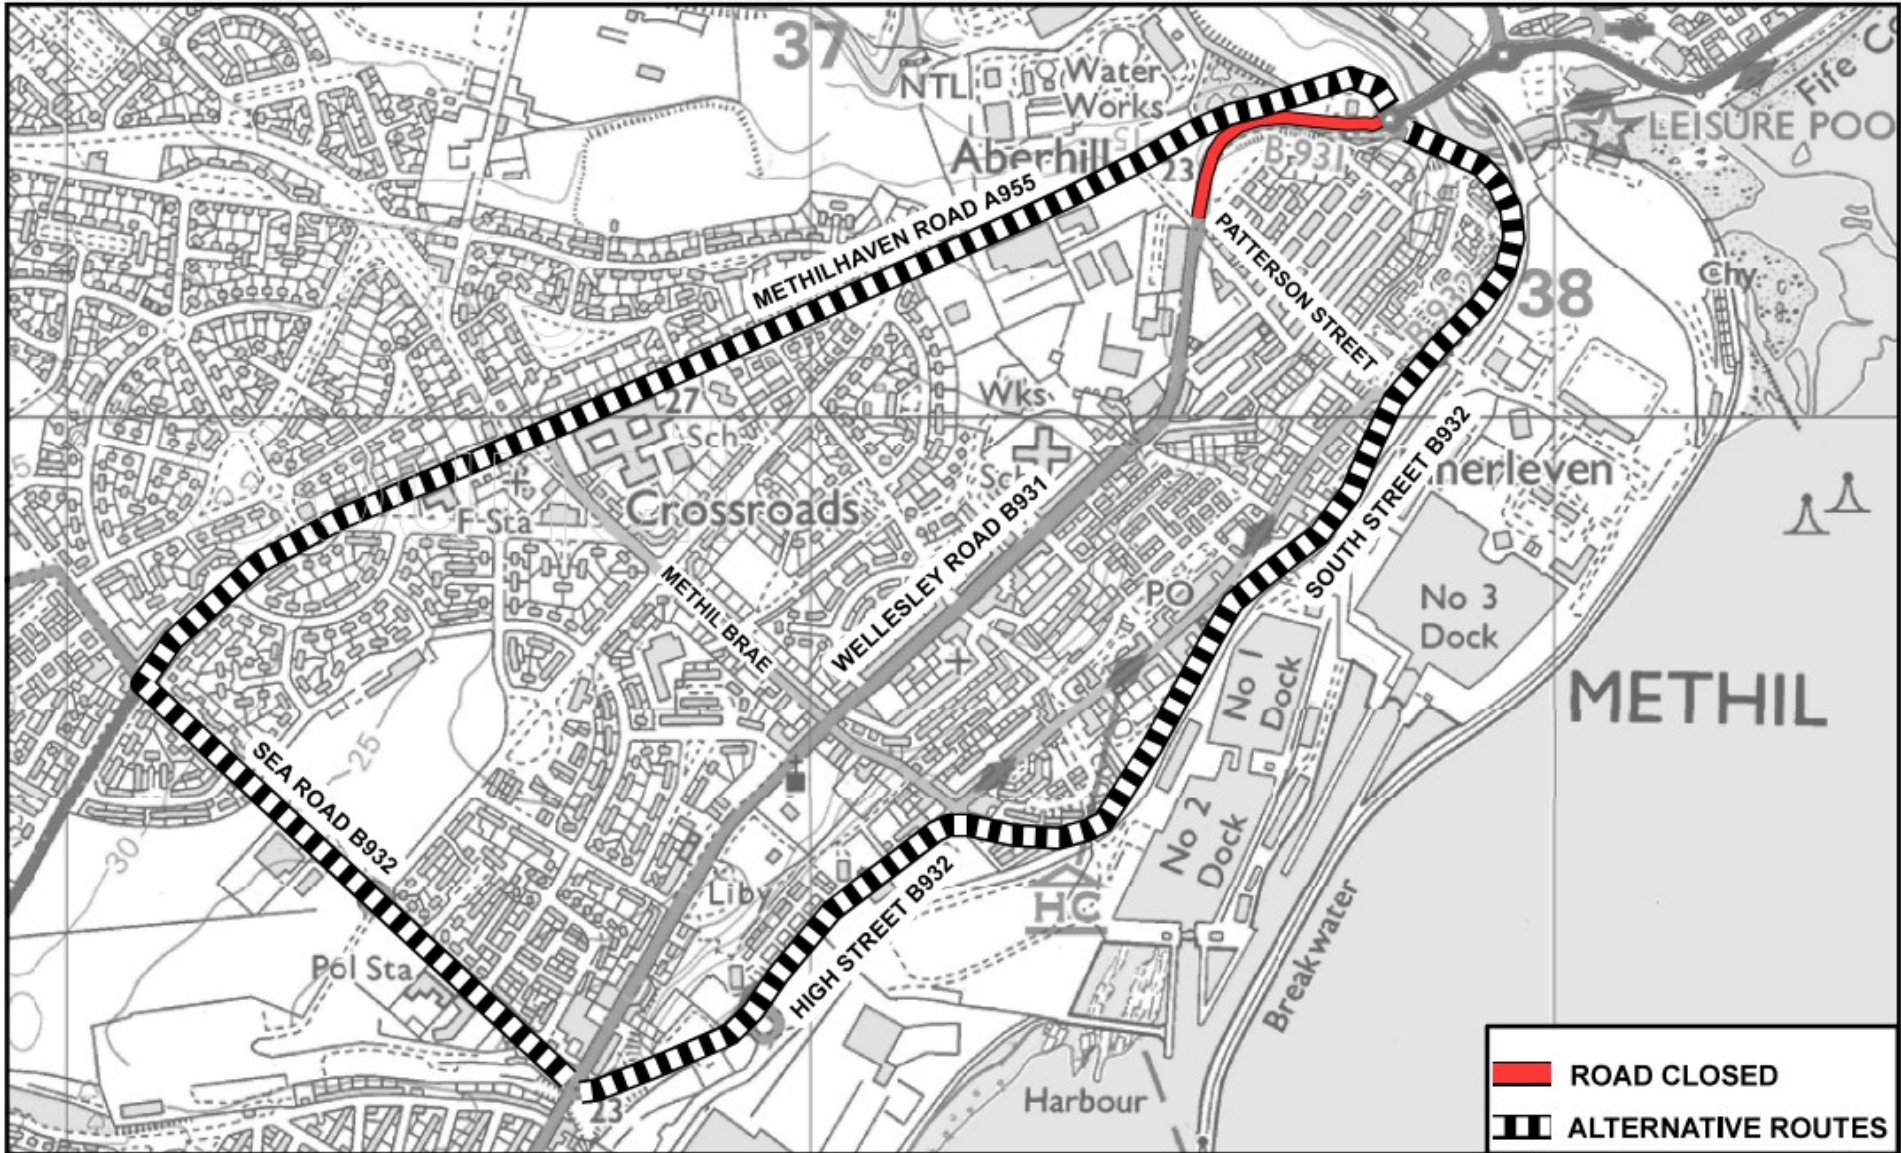 37
NTL
Water
Works
Fife
LEISURE POO
Aberhill
23
B 931
METHILHAVEN ROAD A955
PATTERSON STREET
38
Chy
27
Sch
Wks
Crossroads
F Sta
METHIL BRAE
WELLESLEY ROAD B931
SOUTH STREET B932
nerleven
PO
No 3
Dock
No 1
Dock
METHIL
25
SEA ROAD B932
30
No 2
Dock
Liby
HC
HIGH STREET B932
Pol Sta
Breakwater
Harbour
23
ROAD CLOSED
ALTERNATIVE ROUTES